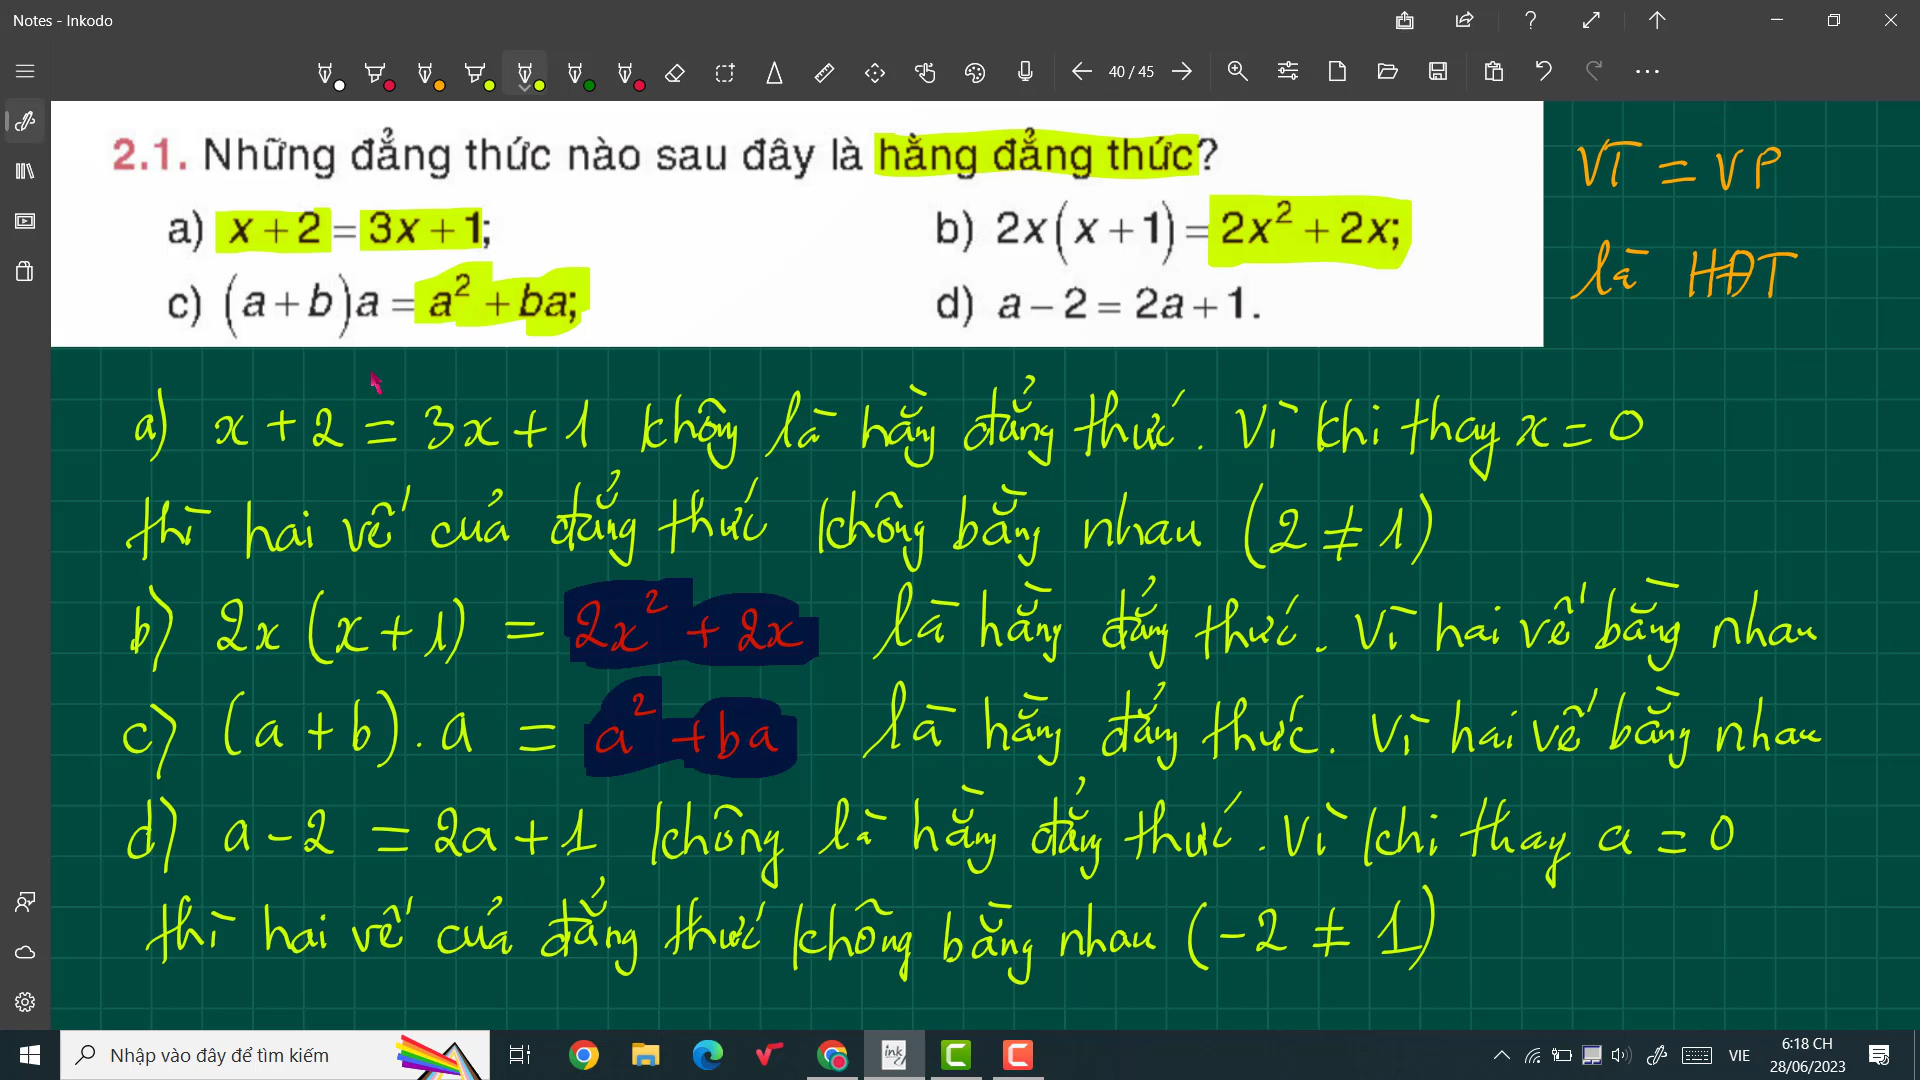 Notes - Inkodo
40 / 45
2.1. Những đẳng thức nào sau đây là hằng đẳng thức?
a) x + 2 = 3x + 1;
b) 2x(x + 1) = 2x² + 2x;
c) (a + b)a = a² + ba;
d) a − 2 = 2a + 1.
VT = VP
là HĐT
a) x + 2 = 3x + 1 không là hằng đẳng thức. Vì khi thay x = 0
thì hai vế của đẳng thức không bằng nhau (2 ≠ 1)
b) 2x (x + 1) = 2x² + 2x là hằng đẳng thức. Vì hai vế bằng nhau
c) (a + b). a = a² + ba là hằng đẳng thức. Vì hai vế bằng nhau
d) a − 2 = 2a + 1 không là hằng đẳng thức. Vì khi thay a = 0
thì hai vế của đẳng thức không bằng nhau (−2 ≠ 1)
Nhập vào đây để tìm kiếm
ink
VIE
6:18 CH
28/06/2023